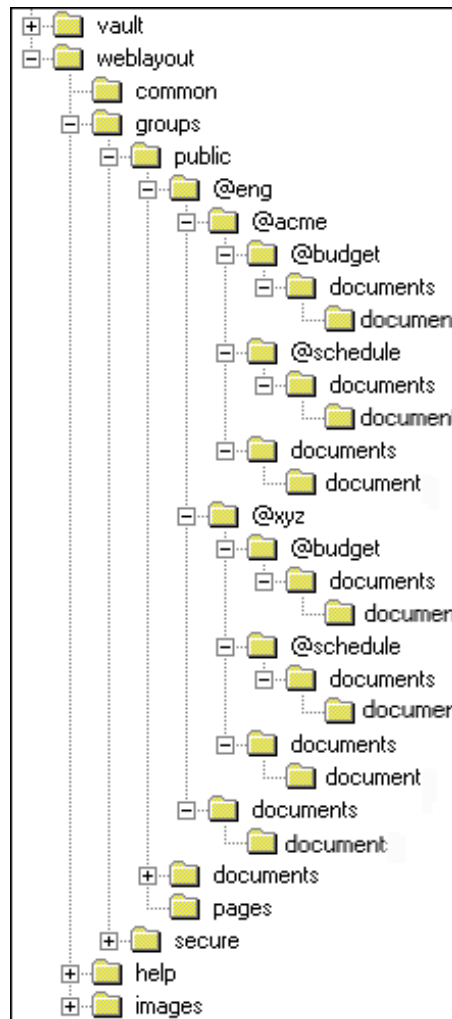 vault
weblayout
common
groups
public
@eng
@acme
@budget
documents
documen
@schedule
documents
document
documents
document
@xyz
@budget
documents
documen
@schedule
documents
documen
documents
document
documents
document
documents
pages
secure
help
images